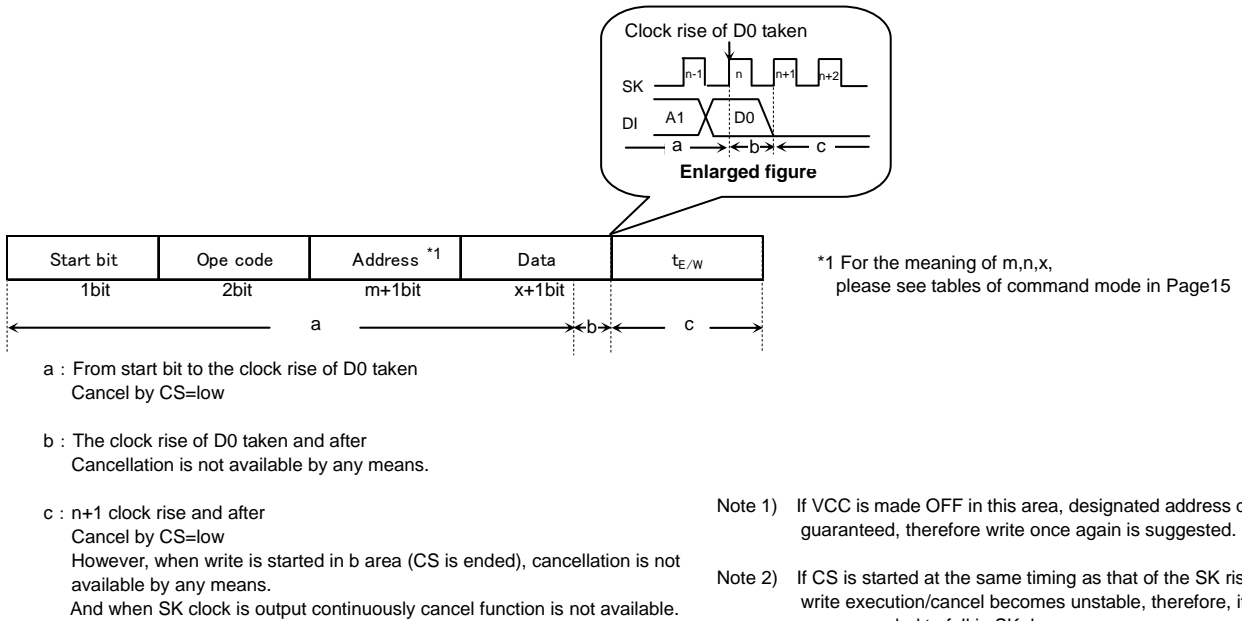 Clock rise of D0 taken
SK n-1 n n+1 n+2
DI A1 D0
a b c
Enlarged figure
Start bit Ope code Address *1 Data tE/W
1bit 2bit m+1bit x+1bit
a b c
*1 For the meaning of m,n,x,
please see tables of command mode in Page15
a : From start bit to the clock rise of D0 taken
Cancel by CS=low
b : The clock rise of D0 taken and after
Cancellation is not available by any means.
c : n+1 clock rise and after
Cancel by CS=low
However, when write is started in b area (CS is ended), cancellation is not
available by any means.
And when SK clock is output continuously cancel function is not available.
Note 1) If VCC is made OFF in this area, designated address
guaranteed, therefore write once again is suggested.
Note 2) If CS is started at the same timing as that of the SK
write execution/cancel becomes unstable, therefore,